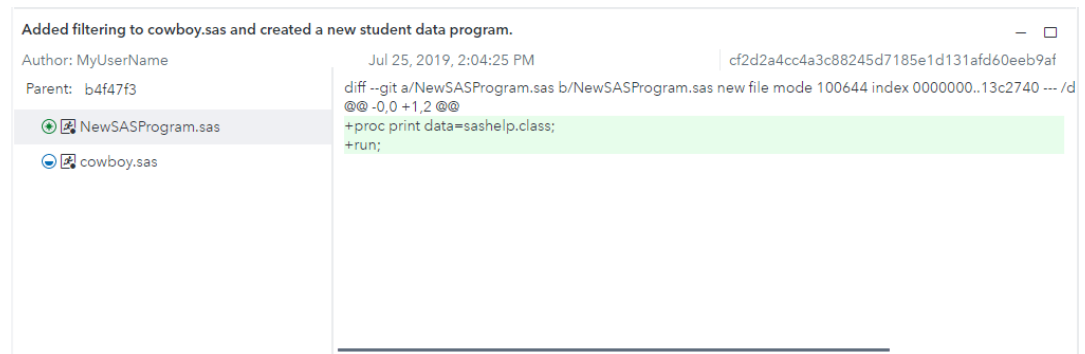 Added filtering to cowboy.sas and created a new student data program.
Author: MyUserName Jul 25, 2019, 2:04:25 PM cf2d2a4cc4a3c88245d7185e1d131afd60eeb9af
Parent: b4f47f3
diff --git a/NewSASProgram.sas b/NewSASProgram.sas new file mode 100644 index 0000000..13c2740 --- /d
@@ -0,0 +1,2 @@
NewSASProgram.sas
+proc print data=sashelp.class;
+run;
cowboy.sas